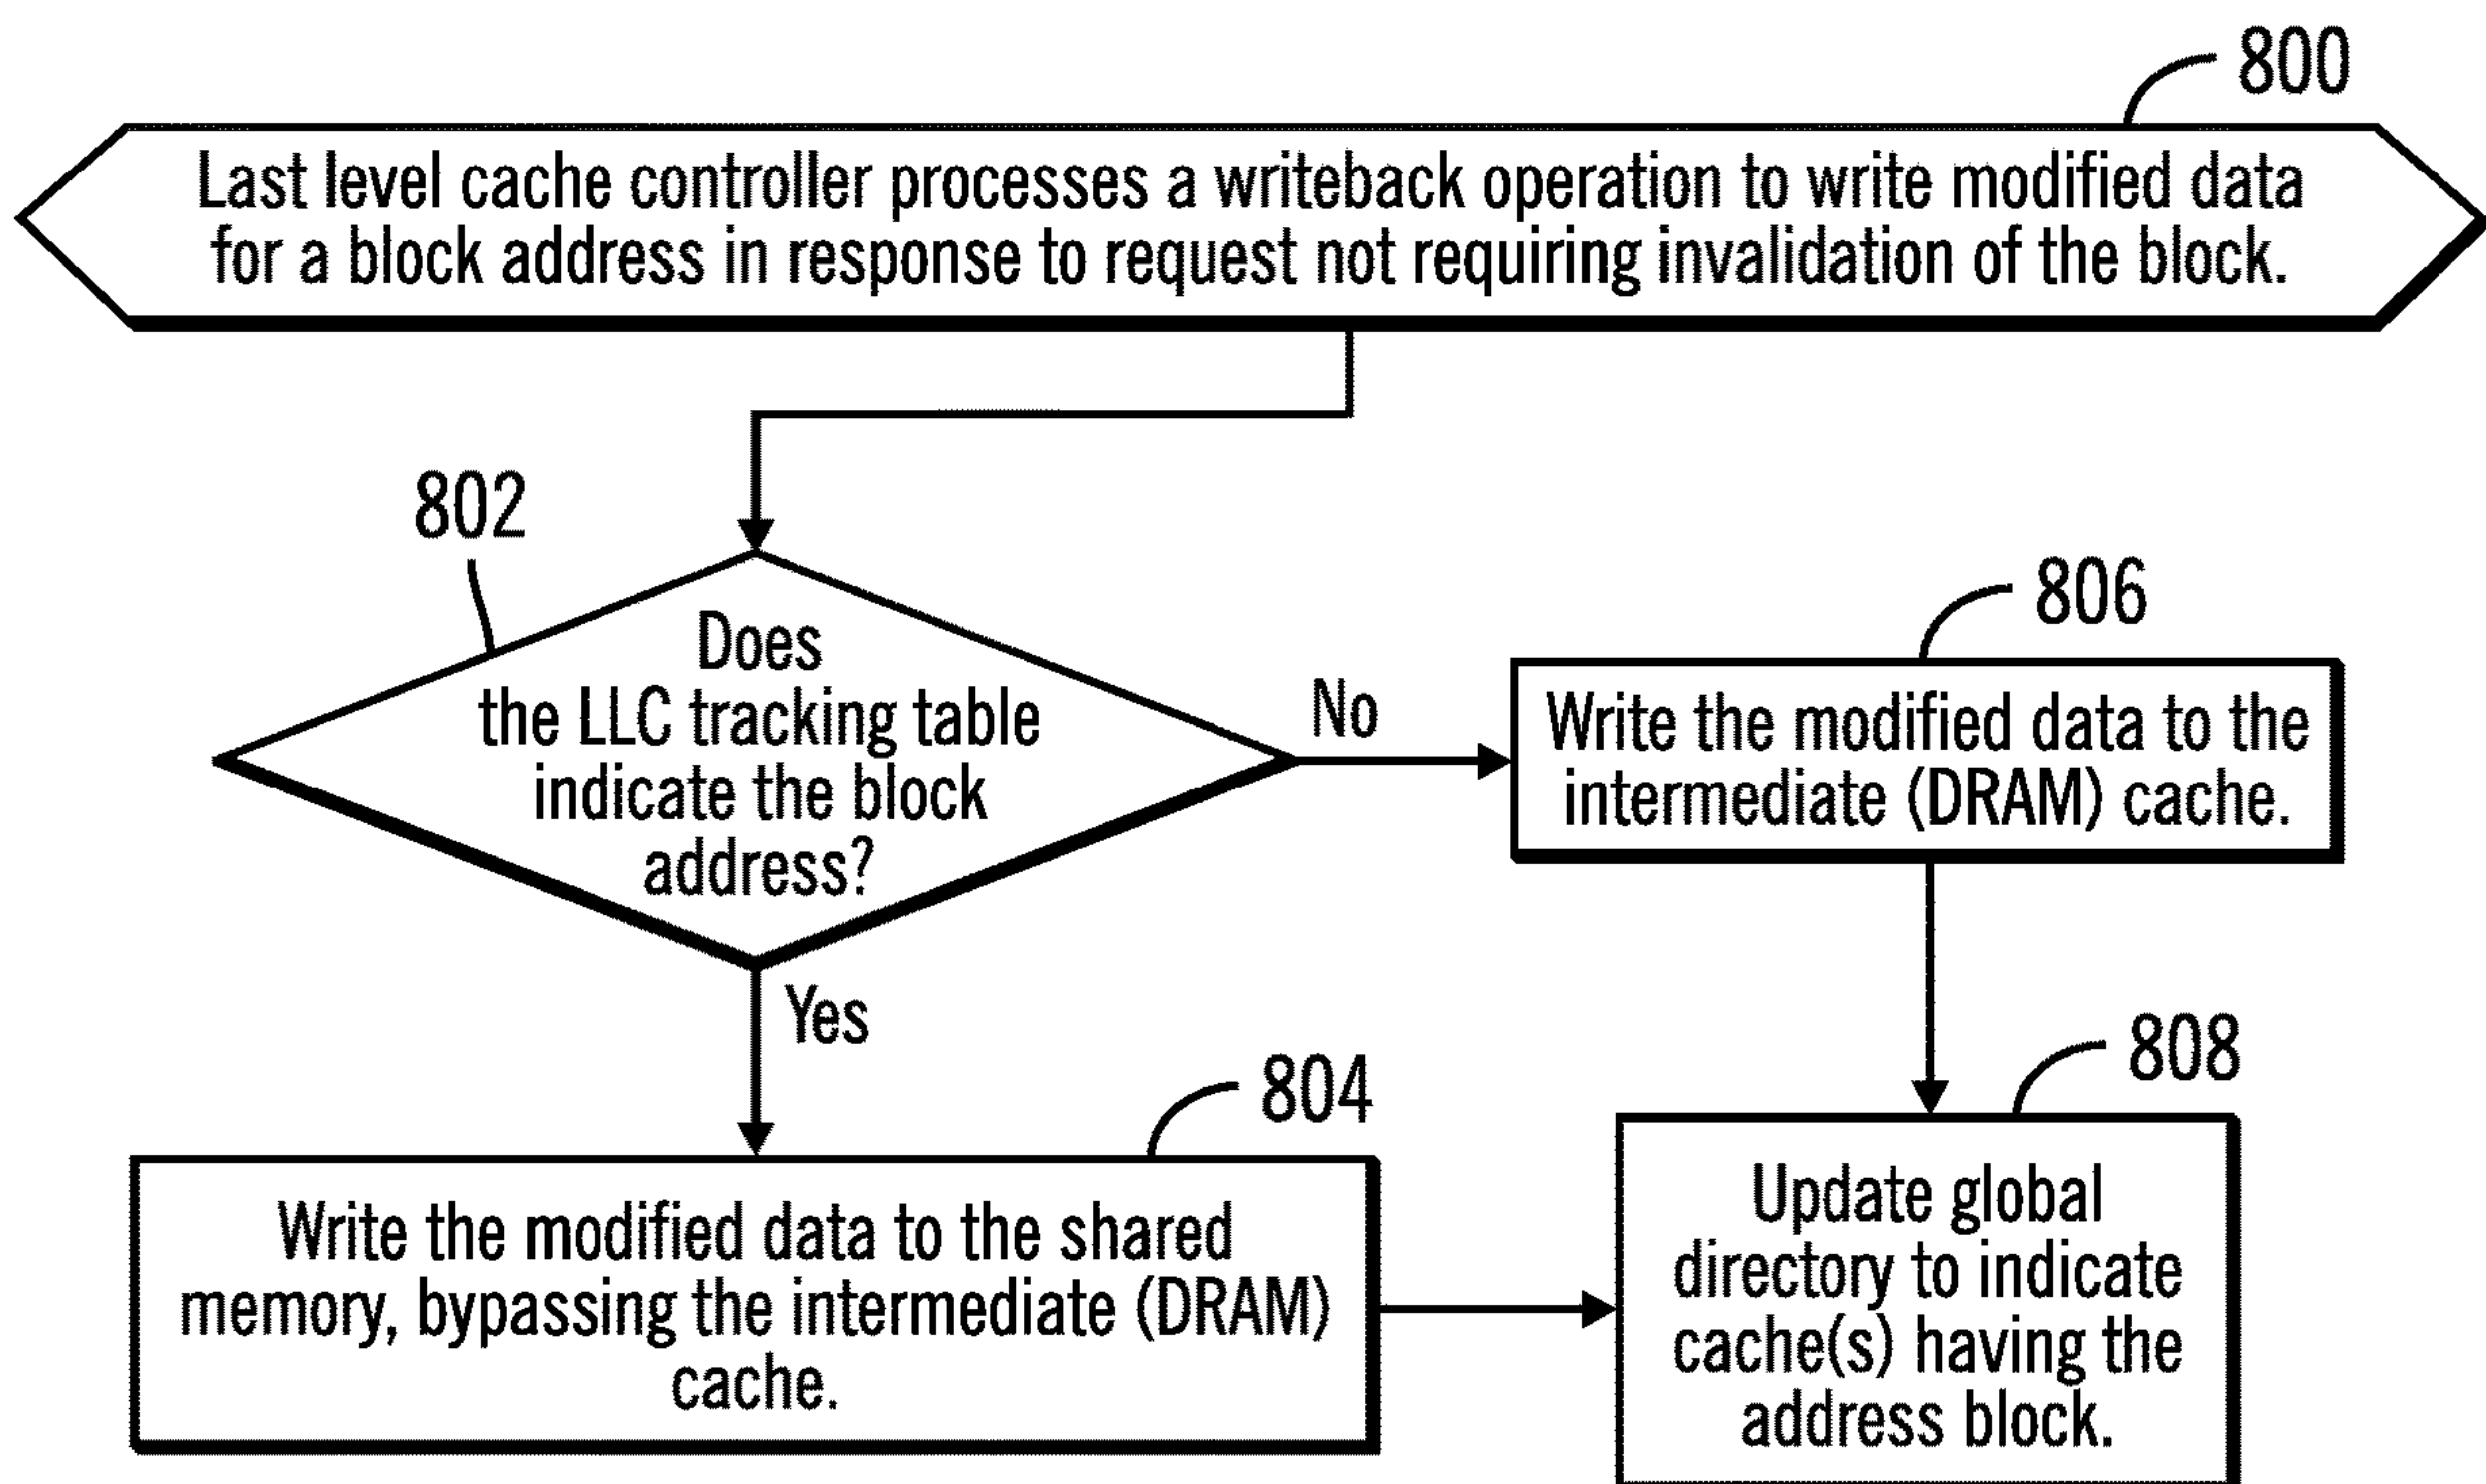 800
Last level cache controller processes a writeback operation to write modified data
for a block address in response to request not requiring invalidation of the block.
802
Does
the LLC tracking table
indicate the block
address?
No
806
Write the modified data to the
intermediate (DRAM) cache.
Yes
804
Write the modified data to the shared
memory, bypassing the intermediate (DRAM)
cache.
808
Update global
directory to indicate
cache(s) having the
address block.